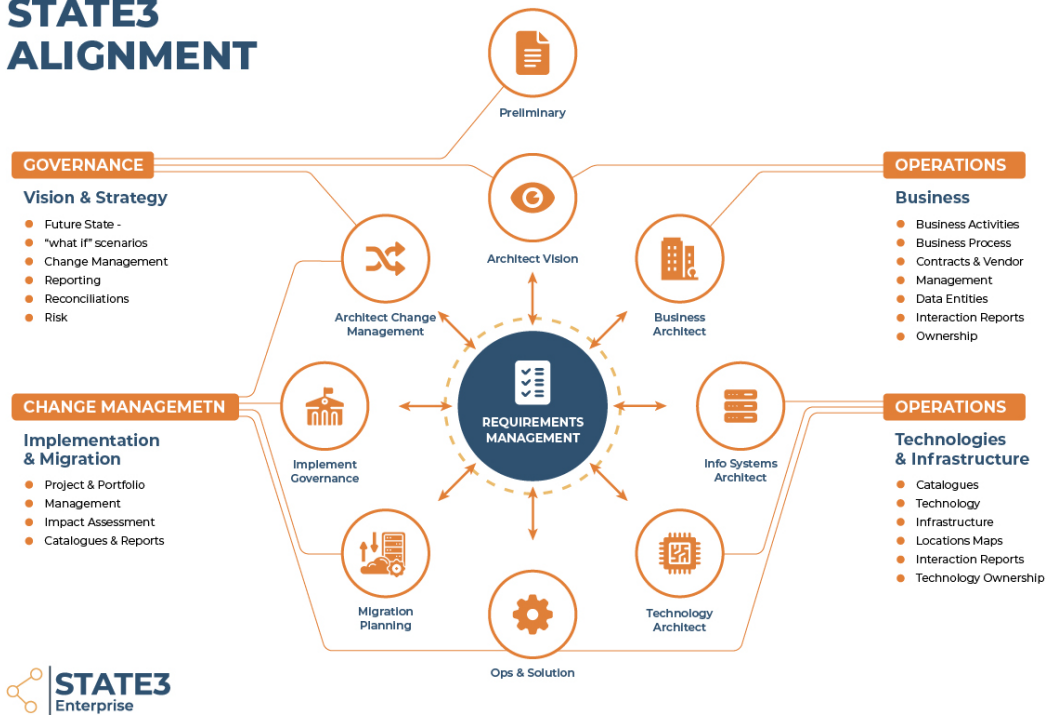 STATE3
ALIGNMENT
Preliminary
GOVERNANCE
Vision & Strategy
Future State -
"what if" scenarios
Change Management
Reporting
Reconciliations
Risk
Architect Vision
OPERATIONS
Business
Business Activities
Business Process
Contracts & Vendor
Management
Data Entities
Interaction Reports
Ownership
Architect Change
Management
Business
Architect
REQUIREMENTS
MANAGEMENT
CHANGE MANAGEMETN
Implementation
& Migration
Project & Portfolio
Management
Impact Assessment
Catalogues & Reports
Implement
Governance
Info Systems
Architect
OPERATIONS
Technologies
& Infrastructure
Catalogues
Technology
Infrastructure
Locations Maps
Interaction Reports
Technology Ownership
Migration
Planning
Ops & Solution
Technology
Architect
STATE3
Enterprise